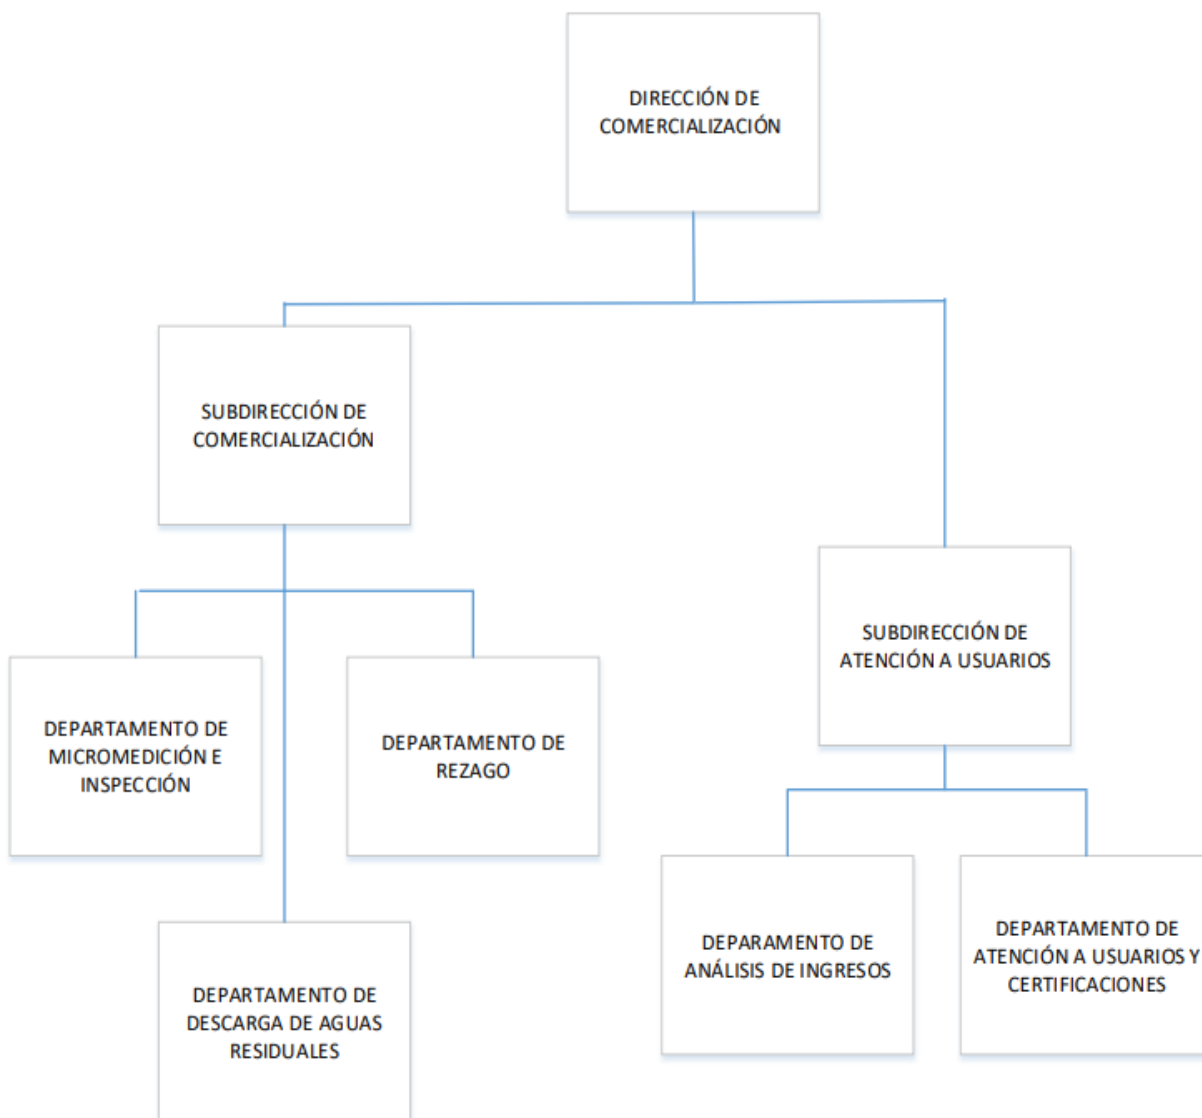 DIRECCIÓN DE
COMERCIALIZACIÓN
SUBDIRECCIÓN DE
COMERCIALIZACIÓN
SUBDIRECCIÓN DE
ATENCIÓN A USUARIOS
DEPARTAMENTO DE
MICROMEDICIÓN E
INSPECCIÓN
DEPARTAMENTO DE
REZAGO
DEPARAMENTO DE
ANÁLISIS DE INGRESOS
DEPARTAMENTO DE
ATENCIÓN A USUARIOS Y
CERTIFICACIONES
DEPARTAMENTO DE
DESCARGA DE AGUAS
RESIDUALES